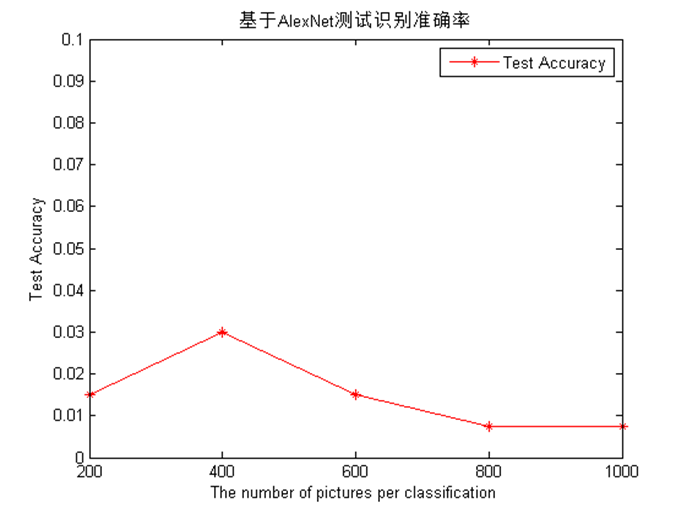 基于AlexNet测试识别准确率
Test Accuracy
Test Accuracy
0.1
0.09
0.08
0.07
0.06
0.05
0.04
0.03
0.02
0.01
0
200 400 600 800 1000
The number of pictures per classification